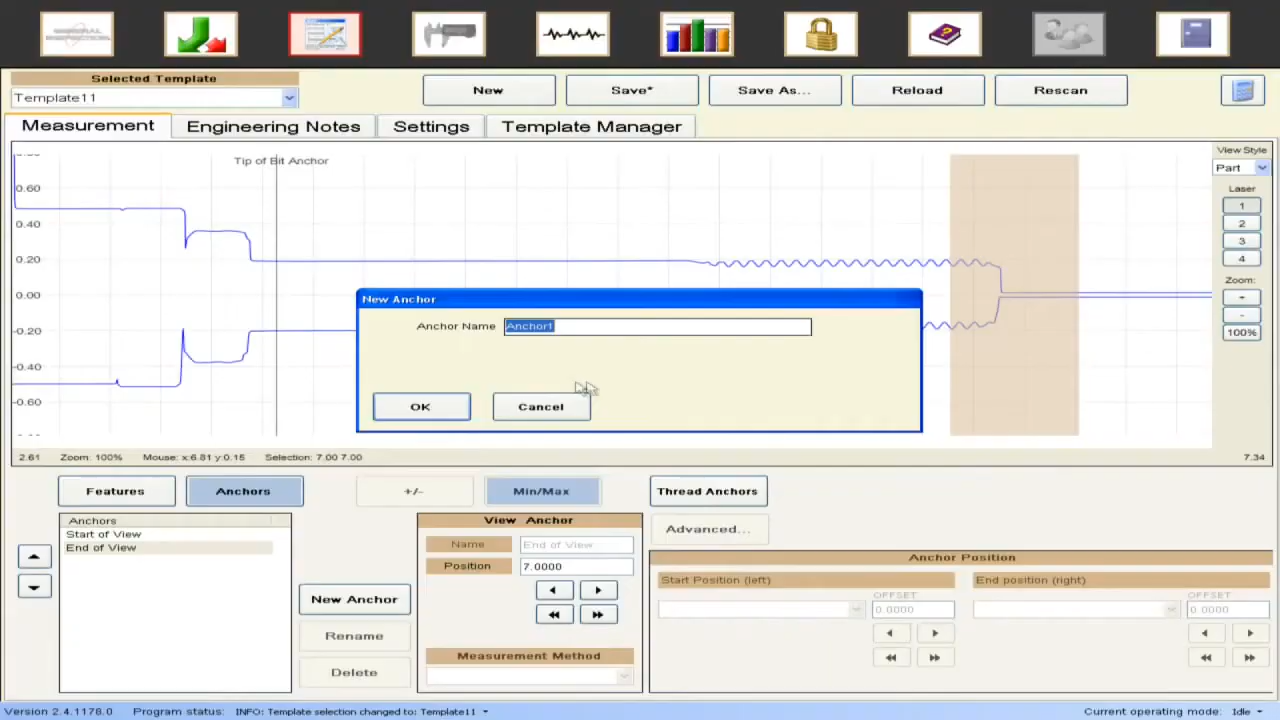 Selected Template
Template11
New
Save*
Save As...
Reload
Rescan
Measurement
Engineering Notes
Settings
Template Manager
Tip of Bit Anchor
0.60
0.40
0.20
0.00
-0.20
-0.40
-0.60
View Style
Part
Laser
1
2
3
4
Zoom:
+
-
100%
New Anchor
Anchor Name
Anchor1
OK
Cancel
2.61
Zoom: 100%
Mouse: x:6.81 y:0.15
Selection: 7.00 7.00
7.34
Features
Anchors
+/-
Min/Max
Thread Anchors
Anchors
Start of View
End of View
New Anchor
Rename
Delete
View Anchor
Name
End of View
Position
7.0000
Measurement Method
Advanced...
Anchor Position
Start Position (left)
OFFSET
0.0000
End position (right)
OFFSET
0.0000
Version 2.4.1178.0
Program status:
INFO: Template selection changed to: Template11
Current operating mode:
Idle